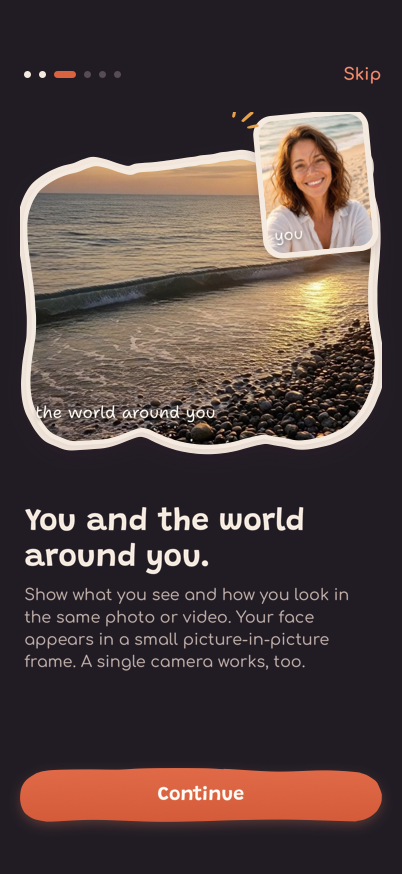 Skip
you
the world around you
You and the world
around you.
Show what you see and how you look in
the same photo or video. Your face
appears in a small picture-in-picture
frame. A single camera works, too.
Continue